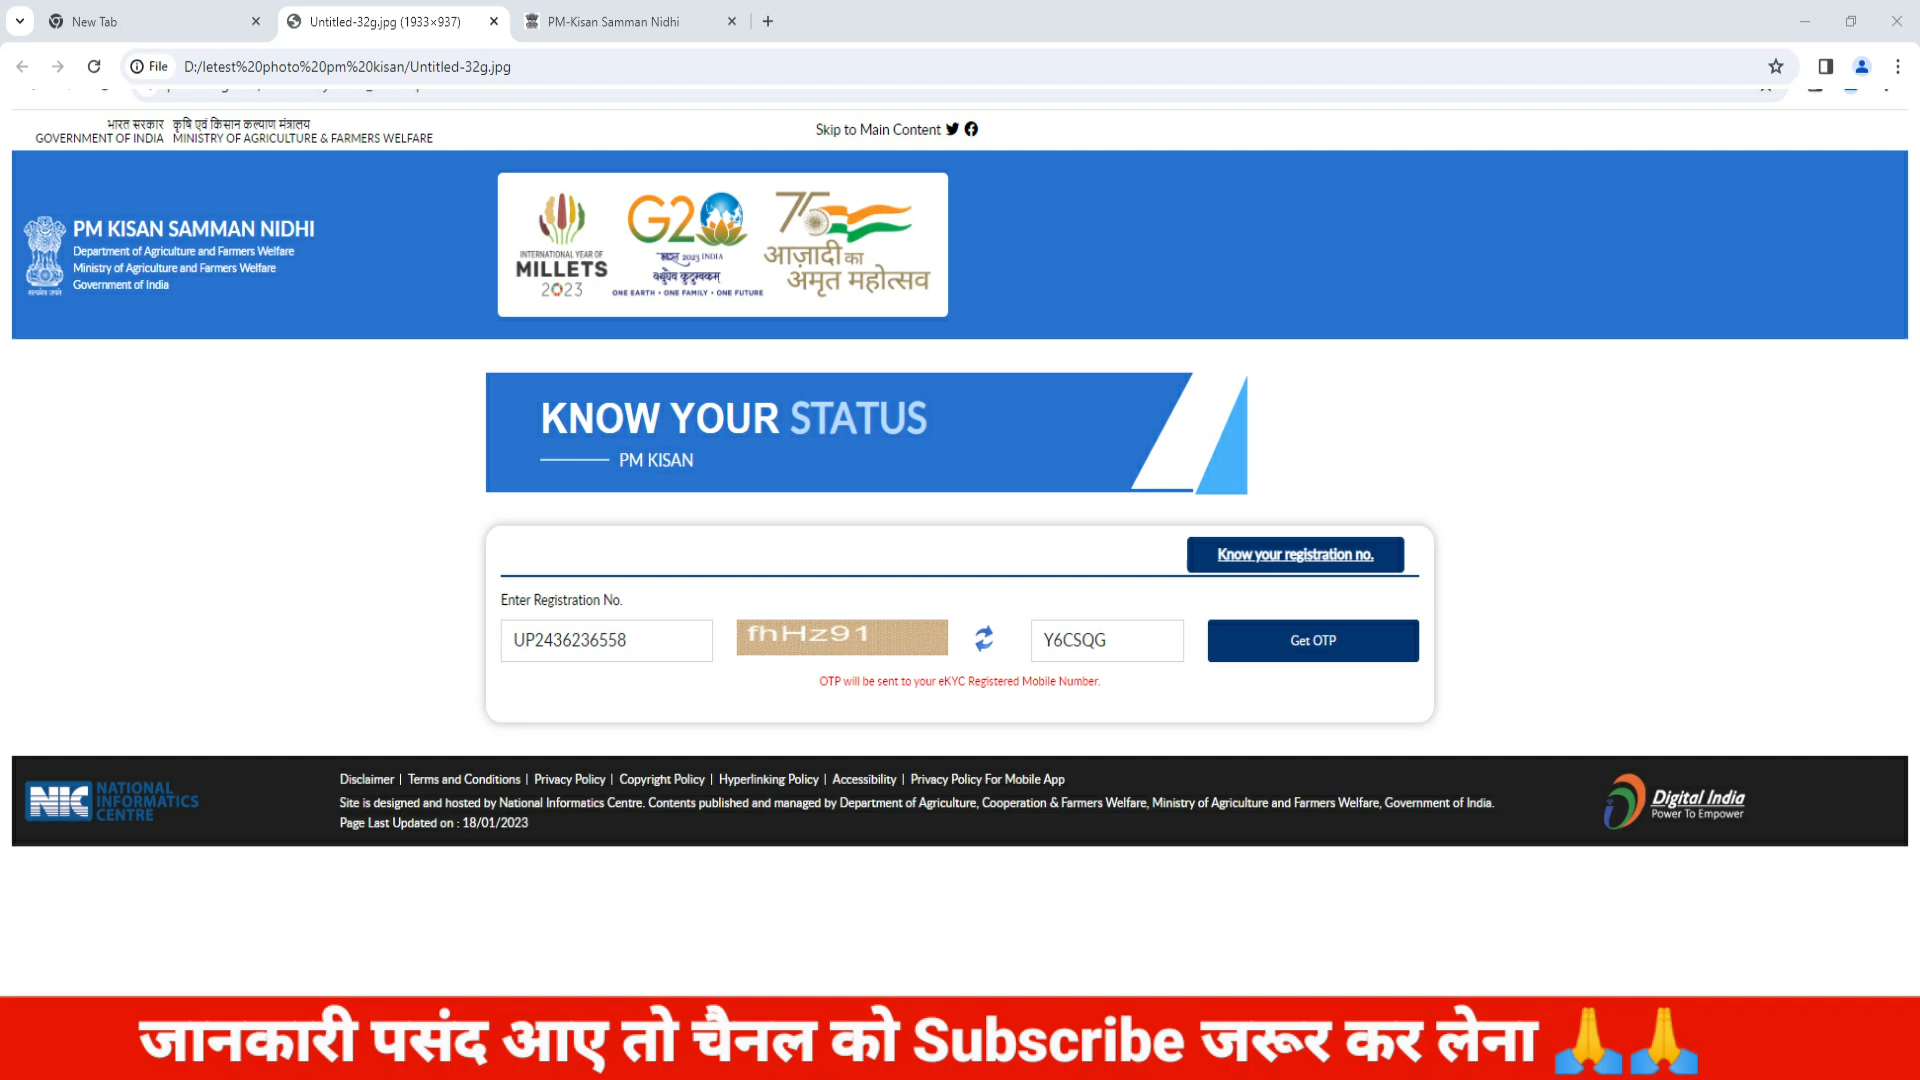 New Tab
Untitled-32g.jpg (1933×937)
PM-Kisan Samman Nidhi
File
D:/letest%20photo%20pm%20kisan/Untitled-32g.jpg
भारत सरकार कृषि एवं किसान कल्याण मंत्रालय
GOVERNMENT OF INDIA MINISTRY OF AGRICULTURE & FARMERS WELFARE
Skip to Main Content
PM KISAN SAMMAN NIDHI
Department of Agriculture and Farmers Welfare
Ministry of Agriculture and Farmers Welfare
Government of India
सत्यमेव जयते
INTERNATIONAL YEAR OF
MILLETS
2023
G20
भारत 2023 INDIA
वसुधैव कुटुम्बकम्
ONE EARTH • ONE FAMILY • ONE FUTURE
75
आज़ादी का
अमृत महोत्सव
KNOW YOUR STATUS
PM KISAN
Know your registration no.
Enter Registration No.
UP2436236558
fhHz91
Y6CSQG
Get OTP
OTP will be sent to your eKYC Registered Mobile Number.
NIC NATIONAL
INFORMATICS
CENTRE
Disclaimer | Terms and Conditions | Privacy Policy | Copyright Policy | Hyperlinking Policy | Accessibility | Privacy Policy For Mobile App
Site is designed and hosted by National Informatics Centre. Contents published and managed by Department of Agriculture, Cooperation & Farmers Welfare, Ministry of Agriculture and Farmers Welfare, Government of India.
Page Last Updated on : 18/01/2023
Digital India
Power To Empower
जानकारी पसंद आए तो चैनल को Subscribe जरूर कर लेना 🙏🙏